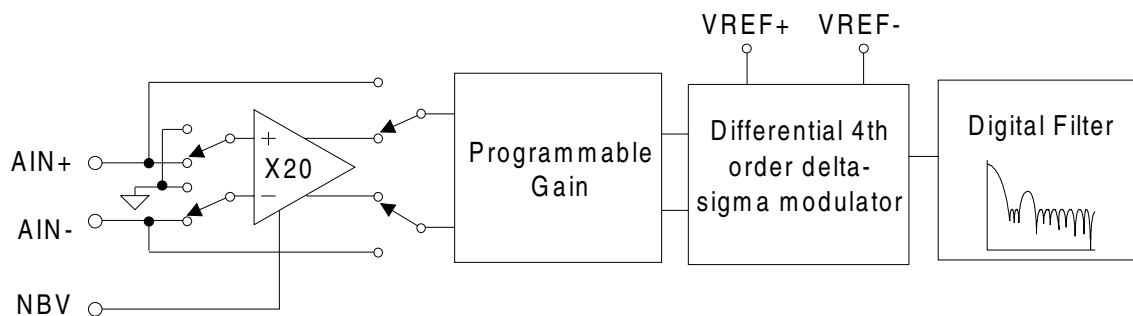 VREF+ VREF-
AIN+
AIN-
NBV
+
X20
−
Programmable
Gain
Differential 4th
order delta-
sigma modulator
Digital Filter